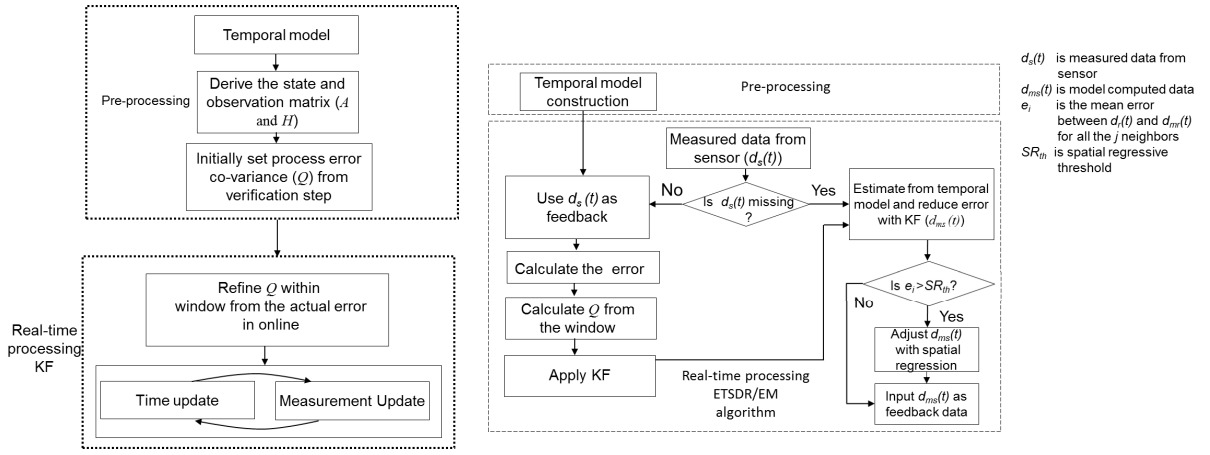 Temporal model
Pre-processing
Derive the state and
observation matrix (A
and H)
Initially set process error
co-variance (Q) from
verification step
Real-time
processing
KF
Refine Q within
window from the actual error
in online
Time update
Measurement Update
Temporal model
construction
Pre-processing
Measured data from
sensor (ds(t))
No
Is ds(t) missing
?
Yes
Use ds (t) as
feedback
Estimate from temporal
model and reduce error
with KF (dms (t))
Calculate the error
Calculate Q from
the window
Apply KF
Is ei>SRth?
No
Yes
Adjust dms(t)
with spatial
regression
Input dms(t) as
feedback data
Real-time processing
ETSDR/EM
algorithm
ds(t) is measured data from
sensor
dms(t) is model computed data
ei is the mean error
between dr(t) and dmr(t)
for all the j neighbors
SRth is spatial regressive
threshold